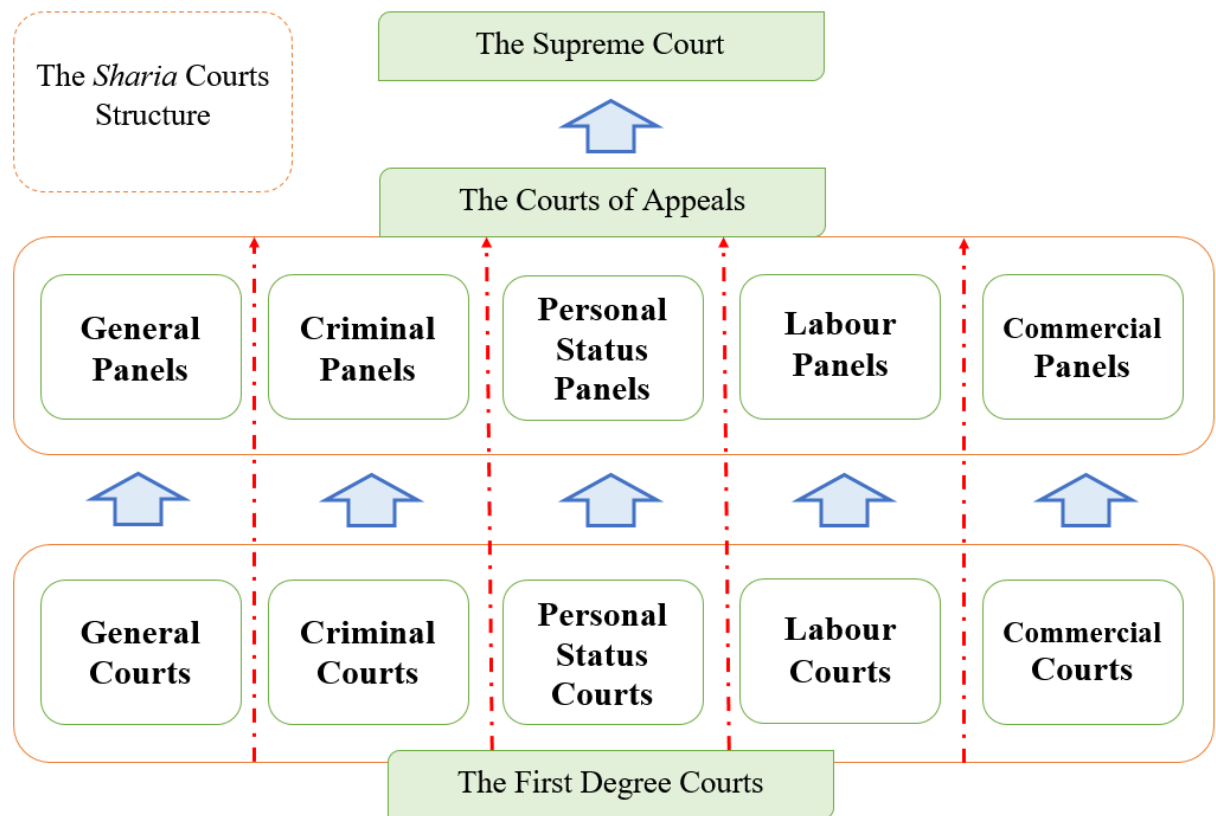 The Sharia Courts
Structure
The Supreme Court
The Courts of Appeals
General
Panels
Criminal
Panels
Personal
Status
Panels
Labour
Panels
Commercial
Panels
General
Courts
Criminal
Courts
Personal
Status
Courts
Labour
Courts
Commercial
Courts
The First Degree Courts